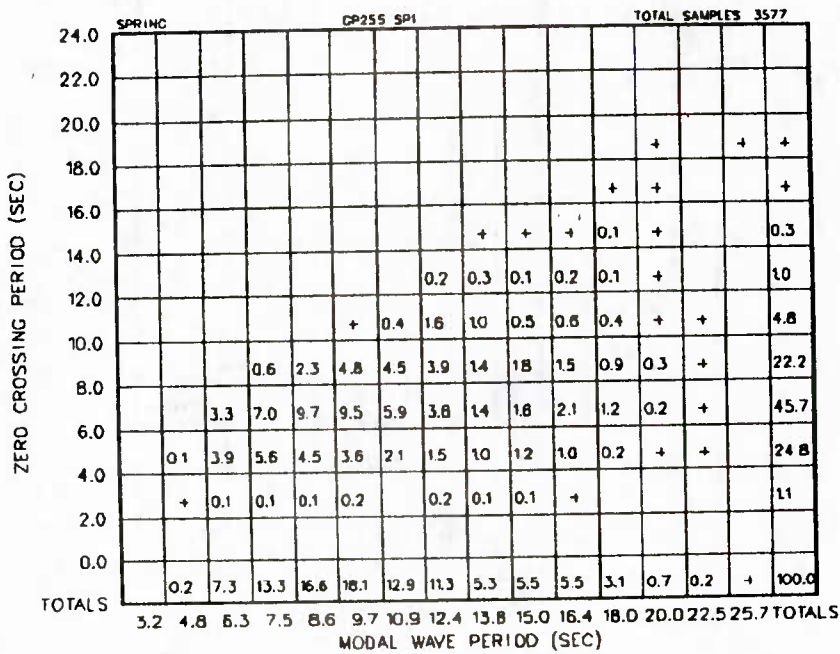 SPRING GP255 SP1 TOTAL SAMPLES 3577
24.0
22.0
20.0
+ + +
18.0
+ + +
16.0
+ + + 0.1 + 0.3
14.0
0.2 0.3 0.1 0.2 0.1 + 1.0
12.0
+ 0.4 1.6 1.0 0.5 0.6 0.4 + + 4.8
10.0
0.6 2.3 4.8 4.5 3.9 1.4 1.8 1.5 0.9 0.3 + 22.2
8.0
3.3 7.0 9.7 9.5 5.9 3.8 1.4 1.6 2.1 1.2 0.2 + 45.7
6.0
0.1 3.9 5.6 4.5 3.6 2.1 1.5 1.0 1.2 1.0 0.2 + + 24.8
4.0
+ 0.1 0.1 0.1 0.2 0.2 0.1 0.1 + 1.1
2.0
0.0
0.2 7.3 13.3 16.6 18.1 12.9 11.3 5.3 5.5 5.5 3.1 0.7 0.2 + 100.0
TOTALS
3.2 4.8 6.3 7.5 8.6 9.7 10.9 12.4 13.8 15.0 16.4 18.0 20.0 22.5 25.7 TOTALS
MODAL WAVE PERIOD (SEC)
ZERO CROSSING PERIOD (SEC)